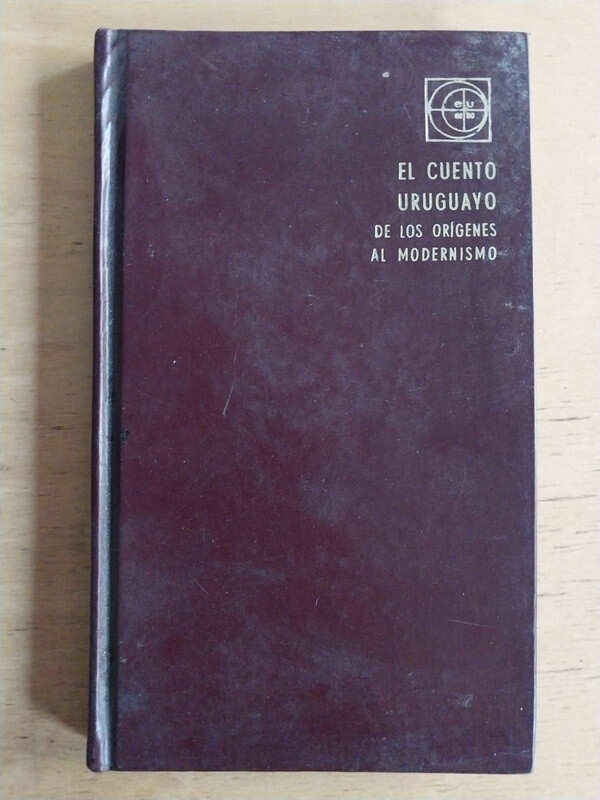 EL CUENTO
URUGUAYO
DE LOS ORÍGENES
AL MODERNISMO